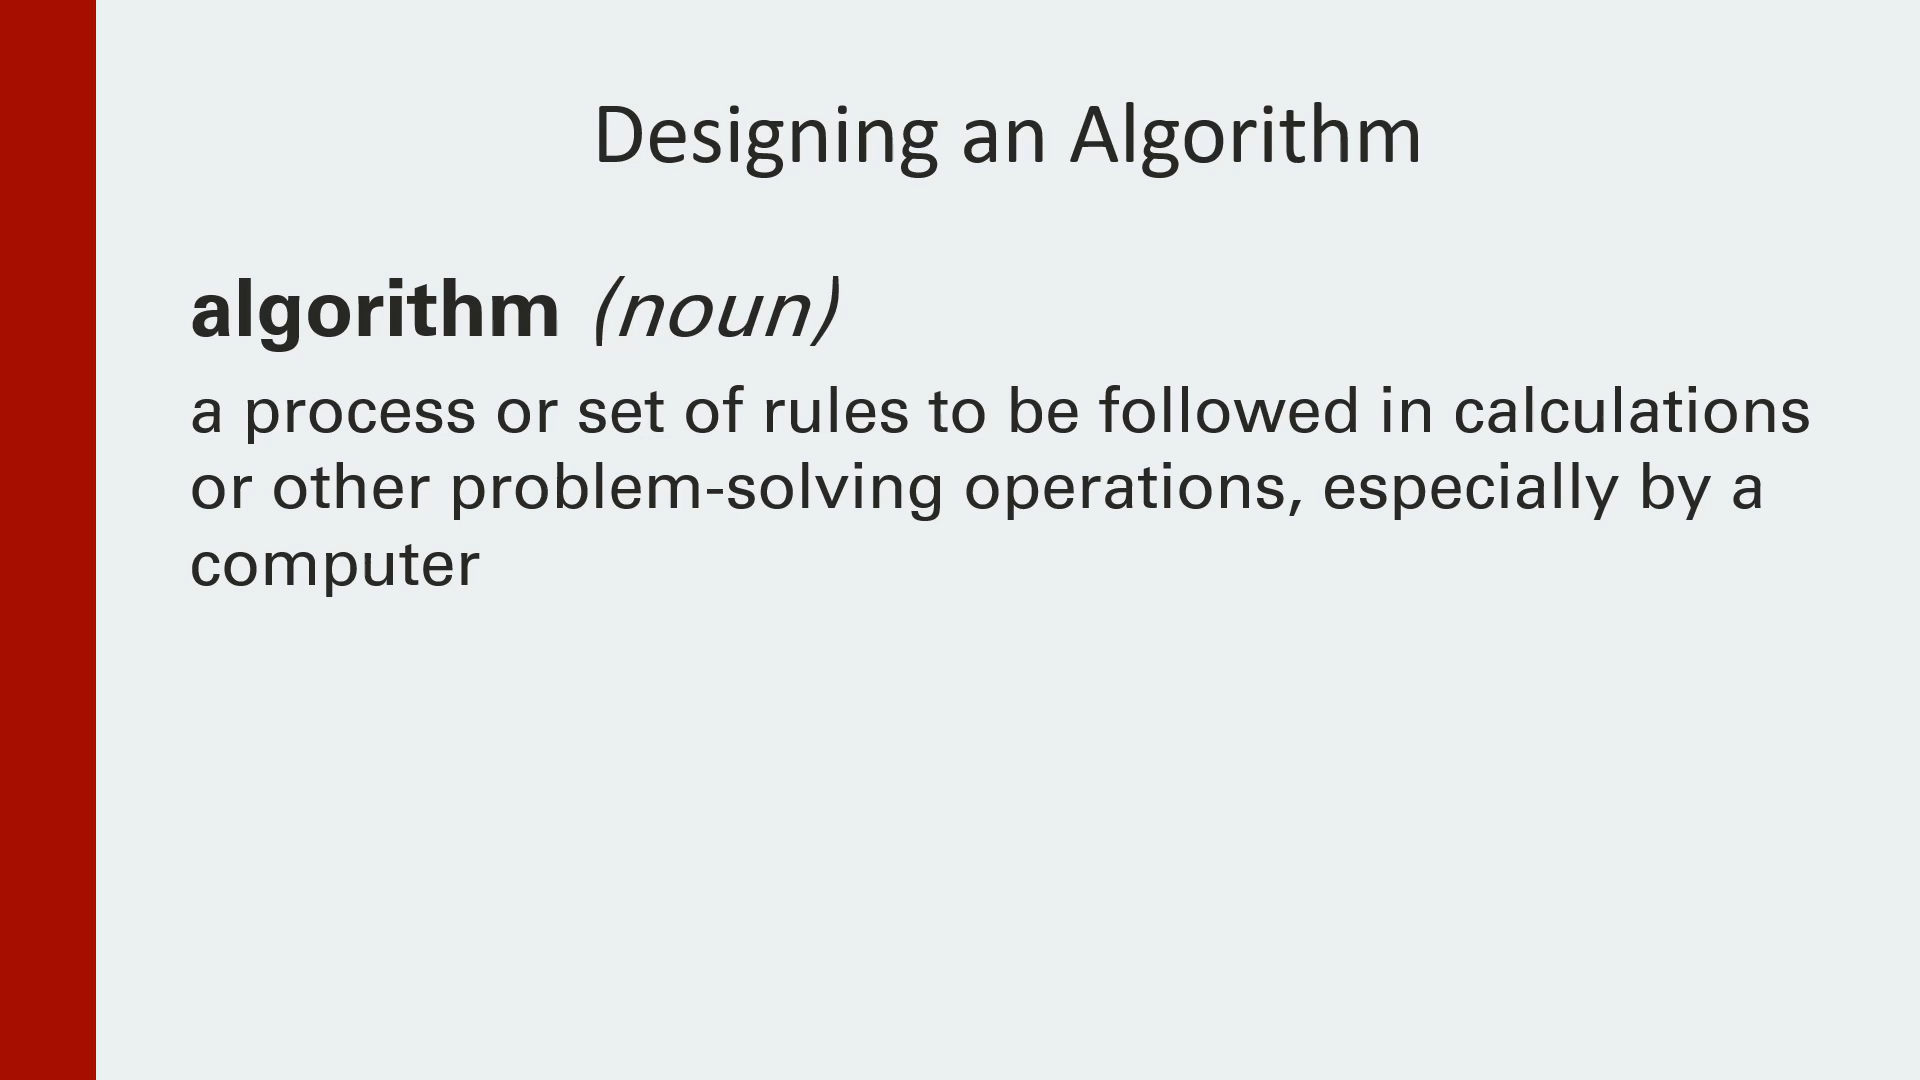 Designing an Algorithm
algorithm (noun)
a process or set of rules to be followed in calculations
or other problem-solving operations, especially by a
computer